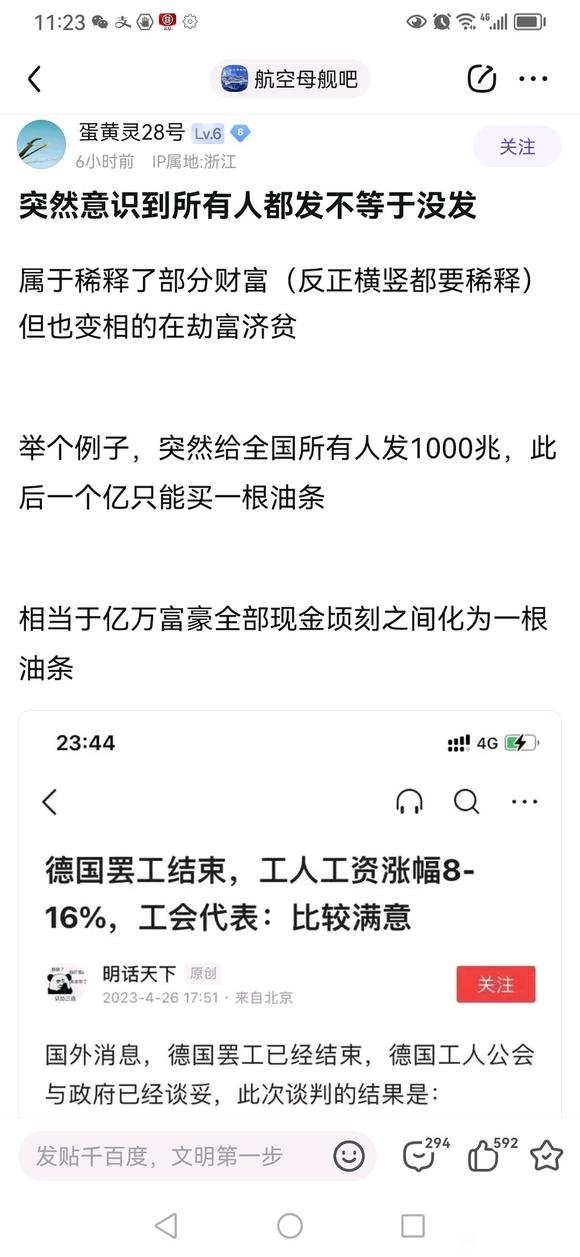 11:23
4G
航空母舰吧
蛋黄灵28号 Lv.6 8
6小时前 IP属地:浙江
关注
突然意识到所有人都发不等于没发
属于稀释了部分财富（反正横竖都要稀释）
但也变相的在劫富济贫
举个例子，突然给全国所有人发1000兆，此
后一个亿只能买一根油条
相当于亿万富豪全部现金顷刻之间化为一根
油条
23:44
4G
德国罢工结束，工人工资涨幅8-
16%，工会代表：比较满意
明话天下 原创
2023-4-26 17:51 · 来自北京
关注
国外消息，德国罢工已经结束，德国工人公会
与政府已经谈妥，此次谈判的结果是：
发贴千百度，文明第一步
294
592